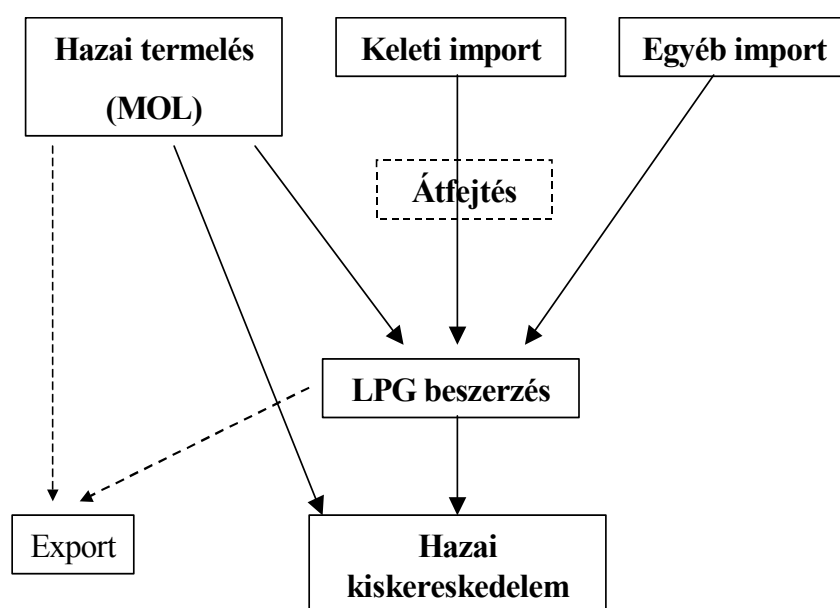 Hazai termelés
(MOL)
Keleti import
Egyéb import
Átfejtés
LPG beszerzés
Export
Hazai
kiskereskedelem